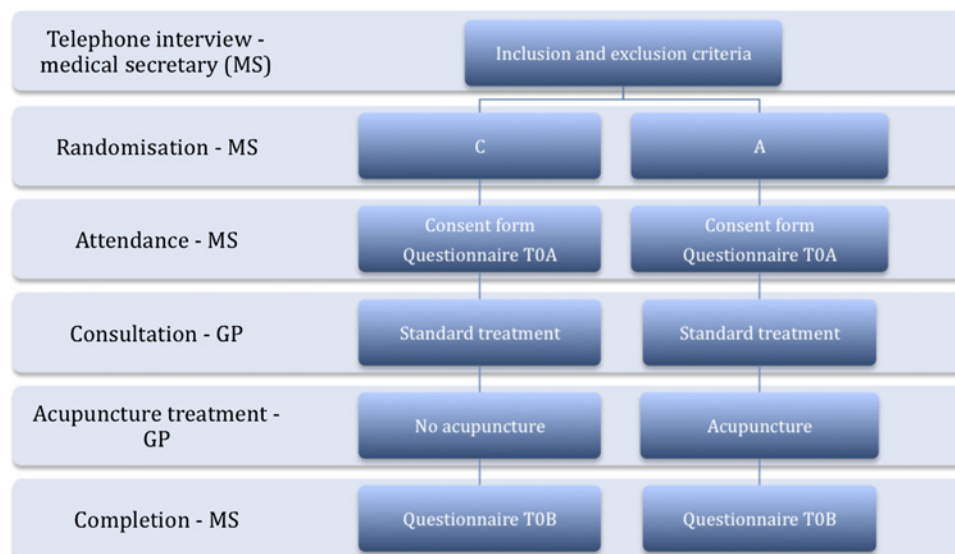 Telephone interview -
medical secretary (MS)
Inclusion and exclusion criteria
Randomisation - MS
C
A
Attendance - MS
Consent form
Questionnaire T0A
Consent form
Questionnaire T0A
Consultation - GP
Standard treatment
Standard treatment
Acupuncture treatment -
GP
No acupuncture
Acupuncture
Completion - MS
Questionnaire T0B
Questionnaire T0B